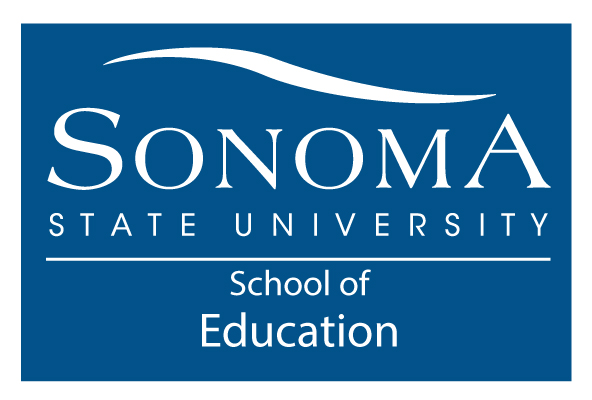 SONOMA
STATE UNIVERSITY
School of
Education